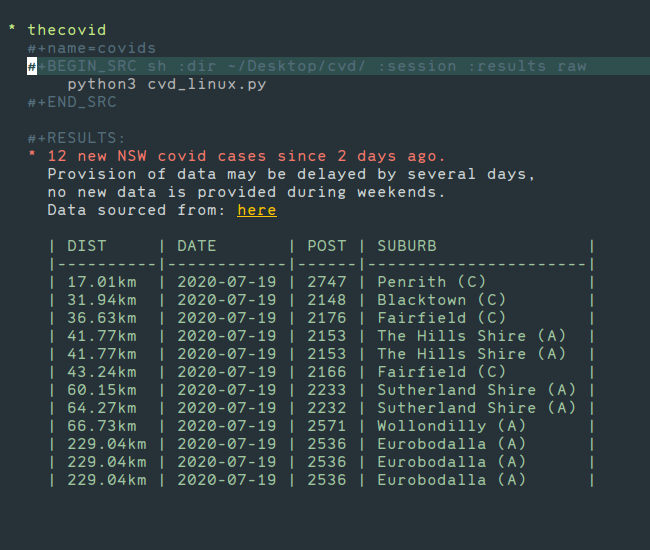 * thecovid
#+name=covids
#+BEGIN_SRC sh :dir ~/Desktop/cvd/ :session :results raw
python3 cvd_linux.py
#+END_SRC
#+RESULTS:
* 12 new NSW covid cases since 2 days ago.
Provision of data may be delayed by several days,
no new data is provided during weekends.
Data sourced from: here
| DIST     | DATE       | POST | SUBURB               |
|----------|------------|------|----------------------|
| 17.01km  | 2020-07-19 | 2747 | Penrith (C)          |
| 31.94km  | 2020-07-19 | 2148 | Blacktown (C)        |
| 36.63km  | 2020-07-19 | 2176 | Fairfield (C)        |
| 41.77km  | 2020-07-19 | 2153 | The Hills Shire (A)  |
| 41.77km  | 2020-07-19 | 2153 | The Hills Shire (A)  |
| 43.24km  | 2020-07-19 | 2166 | Fairfield (C)        |
| 60.15km  | 2020-07-19 | 2233 | Sutherland Shire (A) |
| 64.27km  | 2020-07-19 | 2232 | Sutherland Shire (A) |
| 66.73km  | 2020-07-19 | 2571 | Wollondilly (A)      |
| 229.04km | 2020-07-19 | 2536 | Eurobodalla (A)      |
| 229.04km | 2020-07-19 | 2536 | Eurobodalla (A)      |
| 229.04km | 2020-07-19 | 2536 | Eurobodalla (A)      |